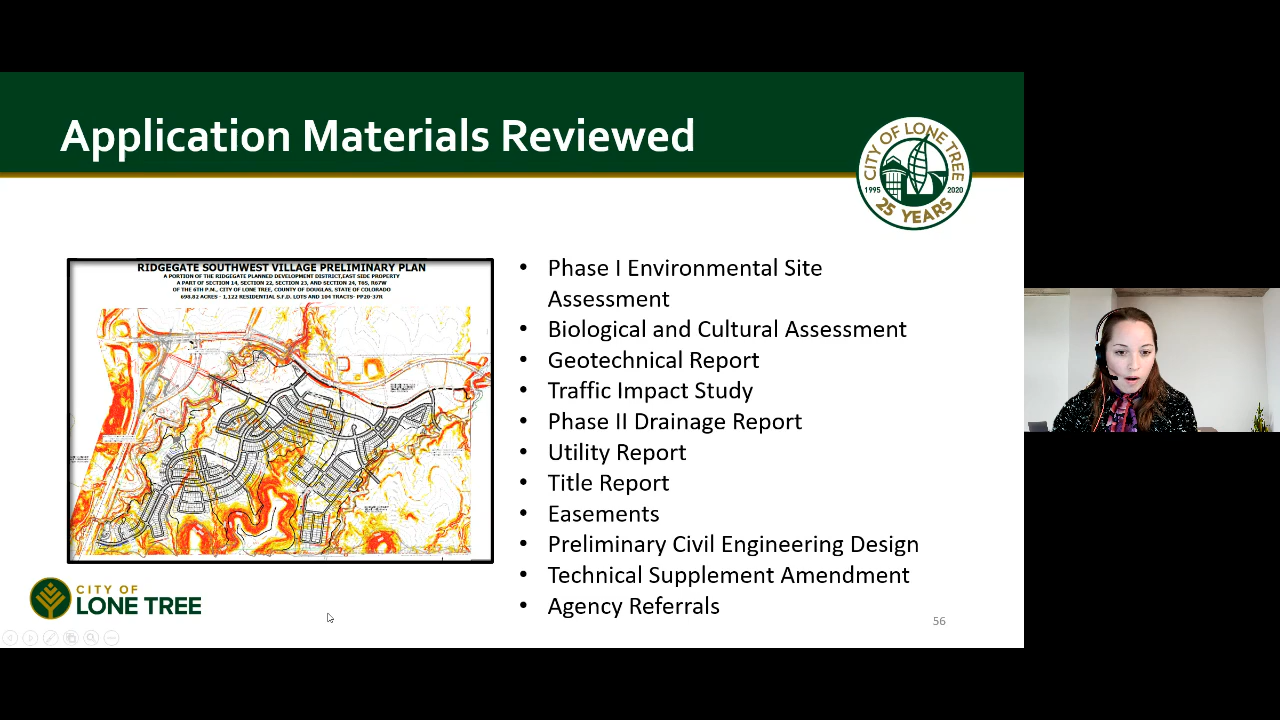 Application Materials Reviewed
CITY OF LONE TREE
1995 2020
25 YEARS
RIDGEGATE SOUTHWEST VILLAGE PRELIMINARY PLAN
A PORTION OF THE RIDGEGATE PLANNED DEVELOPMENT DISTRICT, EAST SIDE PROPERTY
A PART OF SECTION 14, SECTION 22, SECTION 23, AND SECTION 24, T6S, R67W
OF THE 6TH P.M., CITY OF LONE TREE, COUNTY OF DOUGLAS, STATE OF COLORADO
698.82 ACRES - 1,122 RESIDENTIAL S.F.D. LOTS AND 104 TRACTS- PP20-37R
• Phase I Environmental Site
Assessment
• Biological and Cultural Assessment
• Geotechnical Report
• Traffic Impact Study
• Phase II Drainage Report
• Utility Report
• Title Report
• Easements
• Preliminary Civil Engineering Design
• Technical Supplement Amendment
• Agency Referrals
CITY OF
LONE TREE
56